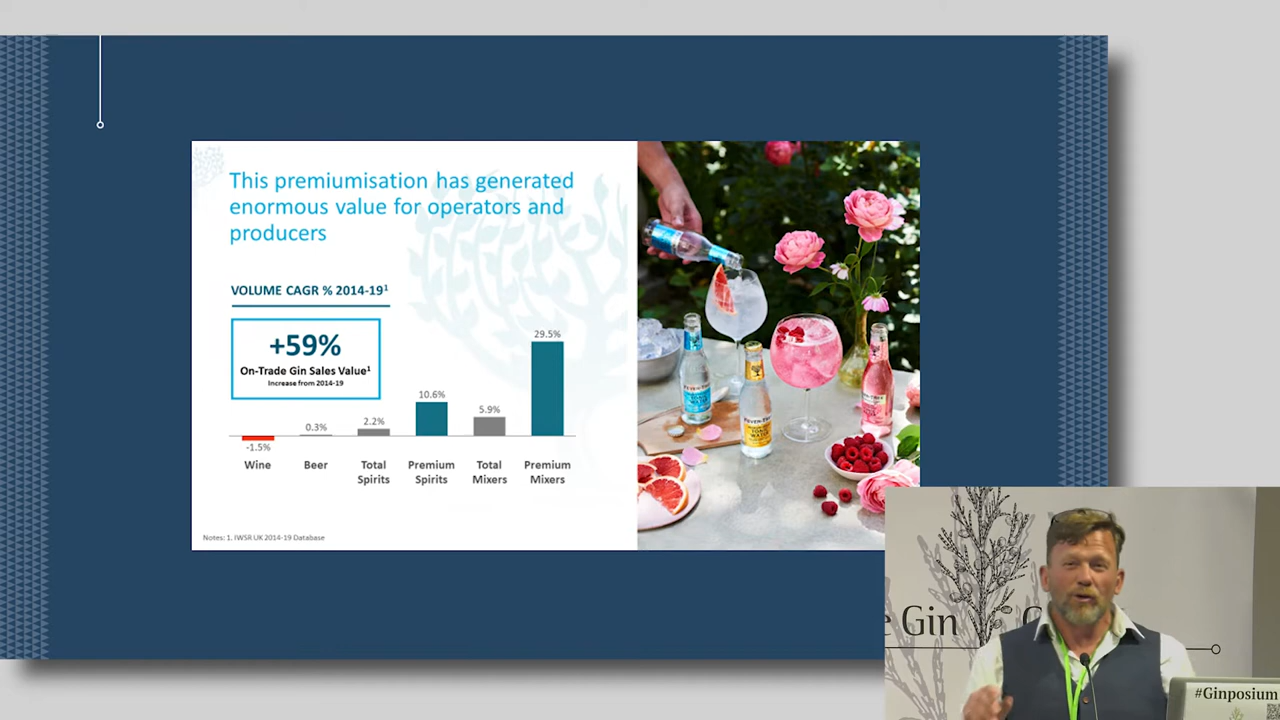 This premiumisation has generated
enormous value for operators and
producers
VOLUME CAGR % 2014-19¹
+59%
On-Trade Gin Sales Value¹
Increase from 2014-19
-1.5%
0.3%
2.2%
10.6%
5.9%
29.5%
Wine
Beer
Total
Spirits
Premium
Spirits
Total
Mixers
Premium
Mixers
Notes: 1. IWSR UK 2014-19 Database
TONIC
WATER
e Gin
#Ginposium